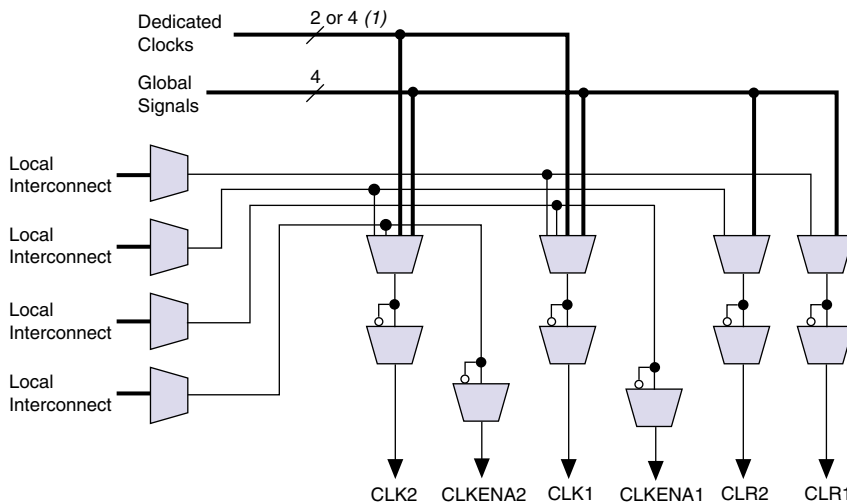 Dedicated
Clocks
2 or 4 (1)
Global
Signals
4
Local
Interconnect
Local
Interconnect
Local
Interconnect
Local
Interconnect
CLK2
CLKENA2
CLK1
CLKENA1
CLR2
CLR1